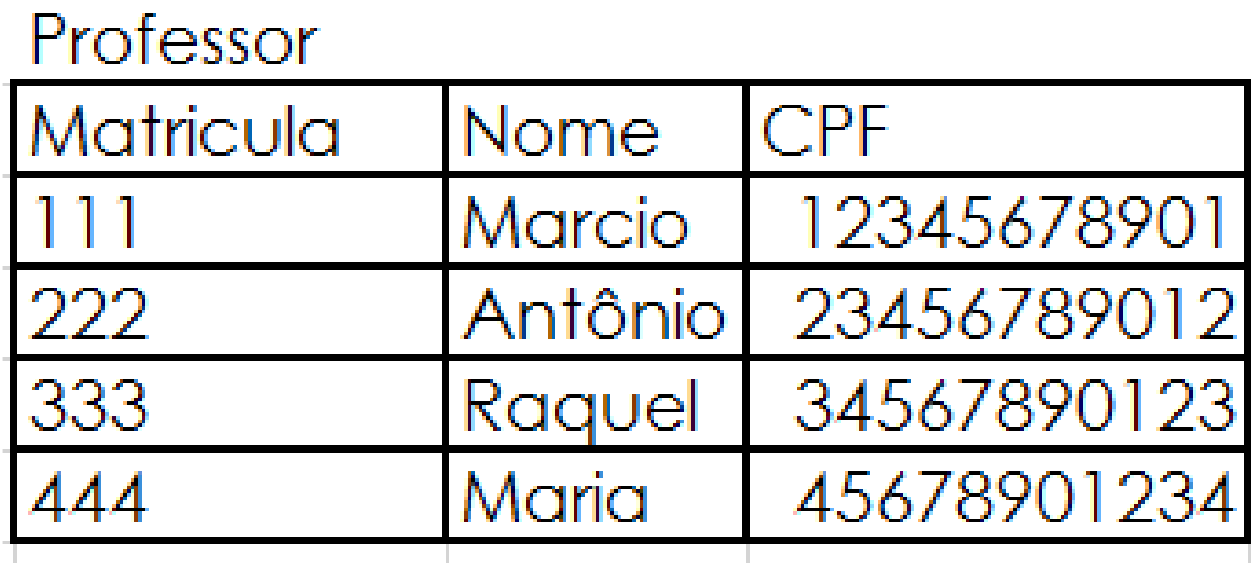 Professor
Matricula Nome CPF
111 Marcio 12345678901
222 Antônio 23456789012
333 Raquel 34567890123
444 Maria 45678901234